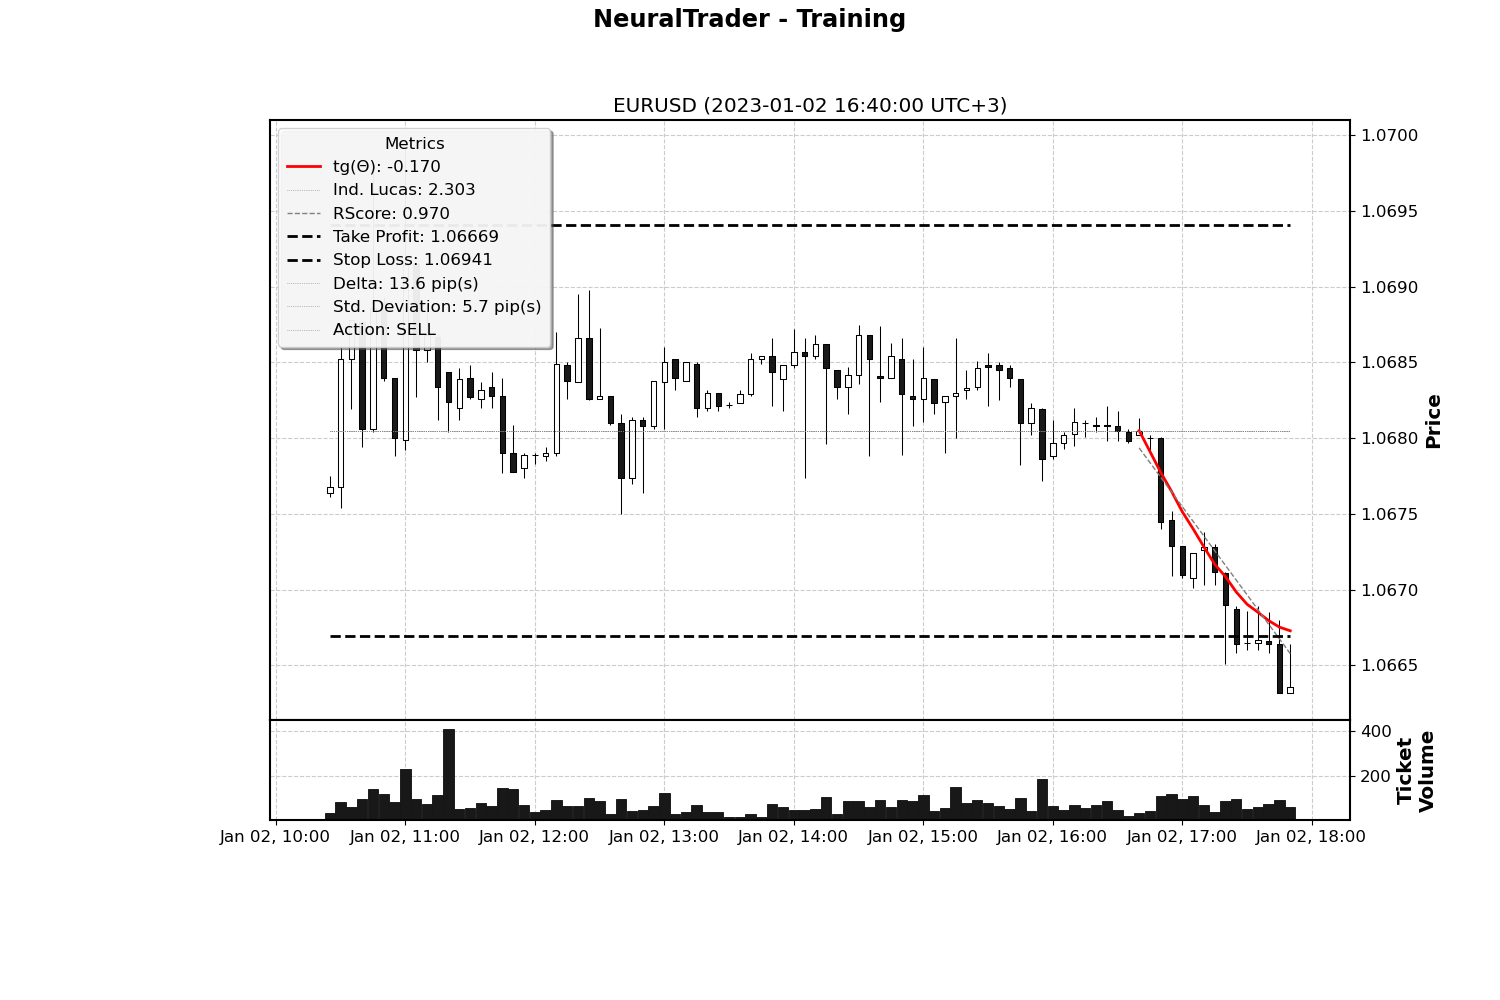 NeuralTrader - Training
EURUSD (2023-01-02 16:40:00 UTC+3)
Metrics
tg(Θ): -0.170
Ind. Lucas: 2.303
RScore: 0.970
Take Profit: 1.06669
Stop Loss: 1.06941
Delta: 13.6 pip(s)
Std. Deviation: 5.7 pip(s)
Action: SELL
1.0700
1.0695
1.0690
1.0685
1.0680
1.0675
1.0670
1.0665
Price
400
200
Ticket
Volume
Jan 02, 10:00
Jan 02, 11:00
Jan 02, 12:00
Jan 02, 13:00
Jan 02, 14:00
Jan 02, 15:00
Jan 02, 16:00
Jan 02, 17:00
Jan 02, 18:00